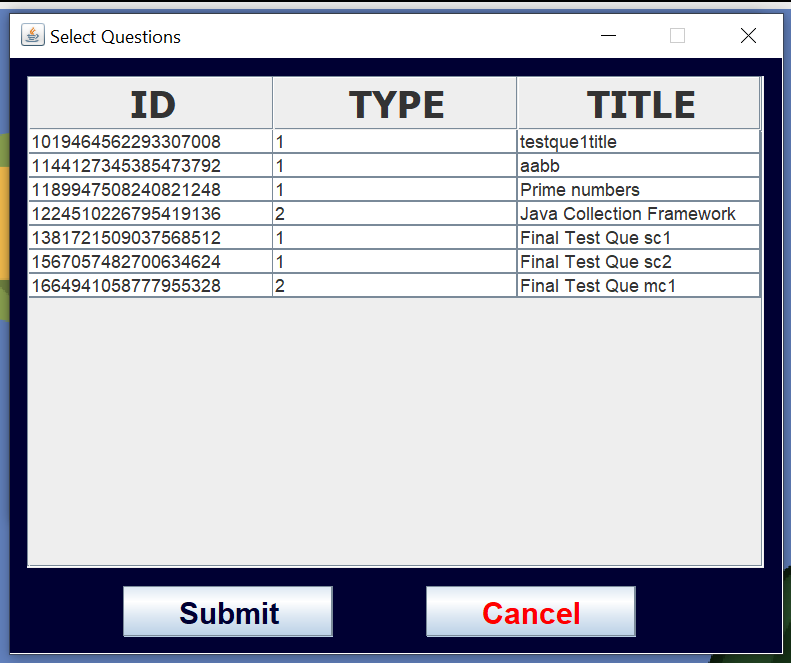 Select Questions
ID TYPE TITLE
1019464562293307008 1 testque1title
1144127345385473792 1 aabb
1189947508240821248 1 Prime numbers
1224510226795419136 2 Java Collection Framework
1381721509037568512 1 Final Test Que sc1
1567057482700634624 1 Final Test Que sc2
1664941058777955328 2 Final Test Que mc1
Submit Cancel